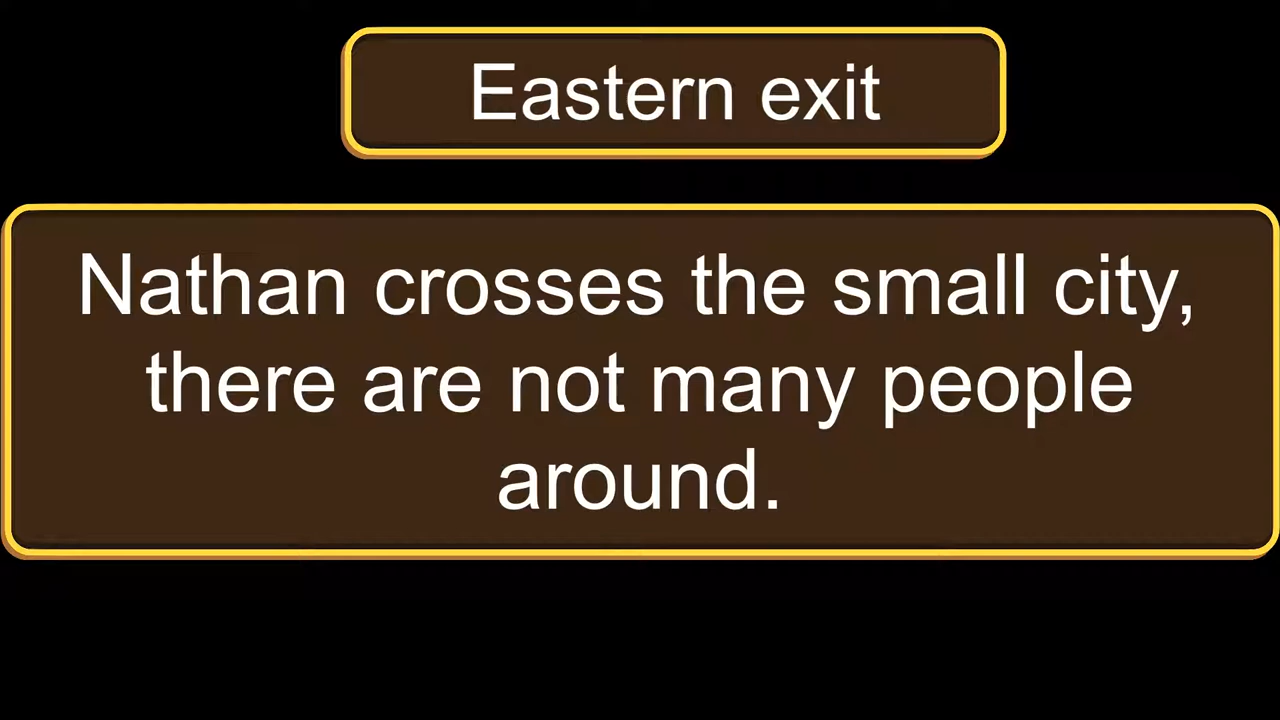 Eastern exit
Nathan crosses the small city,
there are not many people
around.